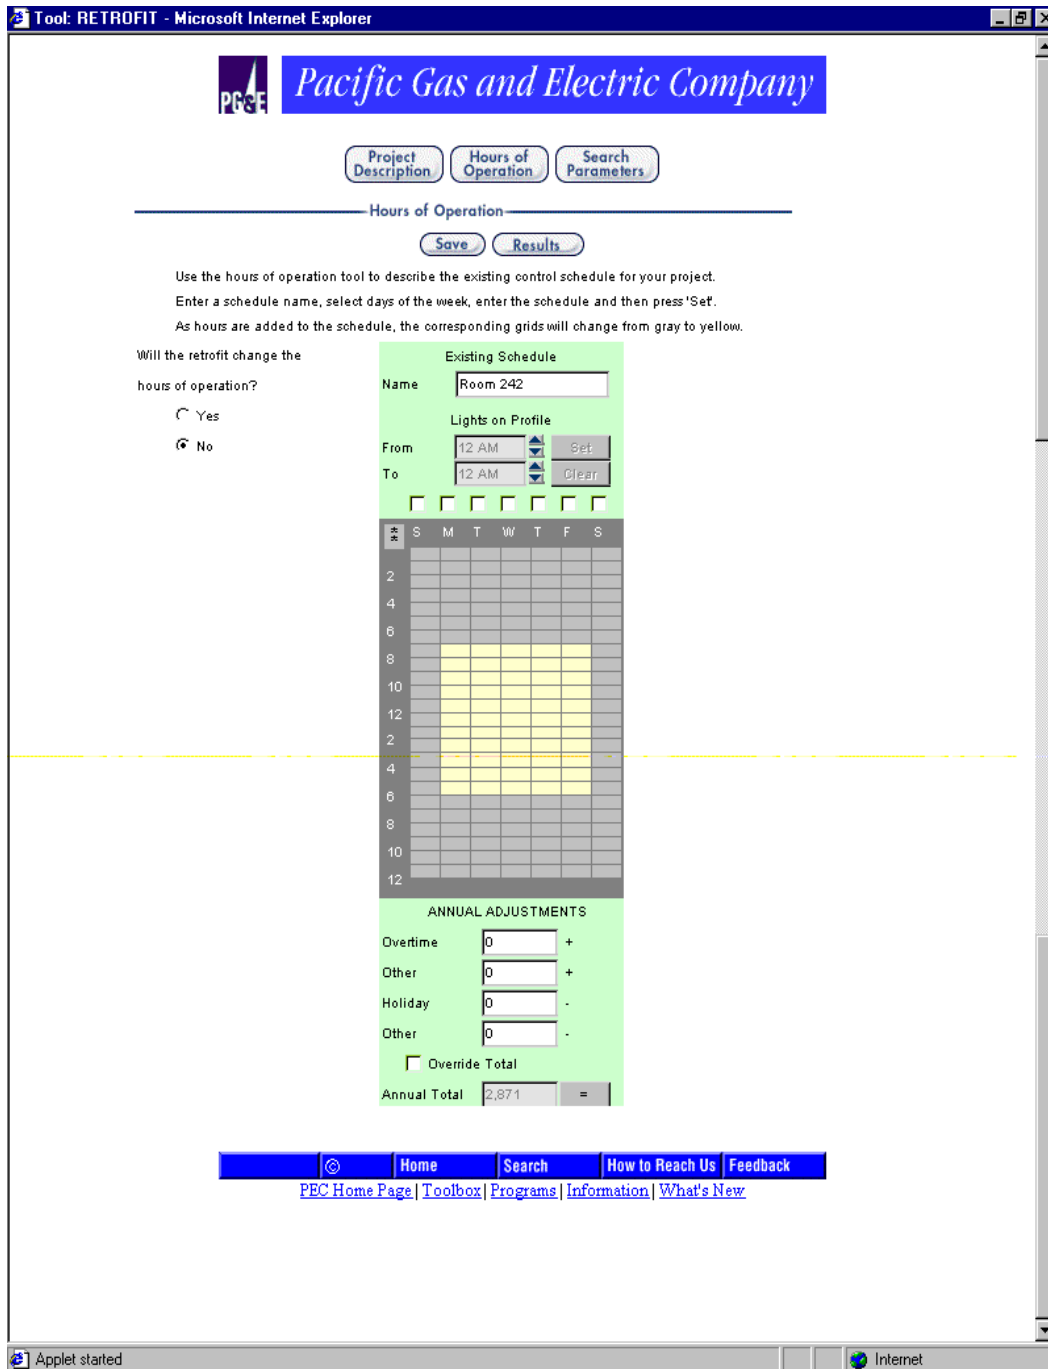 Tool: RETROFIT - Microsoft Internet Explorer
PG&E
Pacific Gas and Electric Company
Project Description
Hours of Operation
Search Parameters
Hours of Operation
Save Results
Use the hours of operation tool to describe the existing control schedule for your project.
Enter a schedule name, select days of the week, enter the schedule and then press 'Set'.
As hours are added to the schedule, the corresponding grids will change from gray to yellow.
Will the retrofit change the
hours of operation?
Yes
No
Existing Schedule
Name Room 242
Lights on Profile
From 12 AM Set
To 12 AM Clear
** S M T W T F S
2
4
6
8
10
12
2
4
6
8
10
12
ANNUAL ADJUSTMENTS
Overtime 0 +
Other 0 +
Holiday 0 -
Other 0 -
Override Total
Annual Total 2,871 =
© Home Search How to Reach Us Feedback
PEC Home Page | Toolbox | Programs | Information | What's New
Applet started Internet